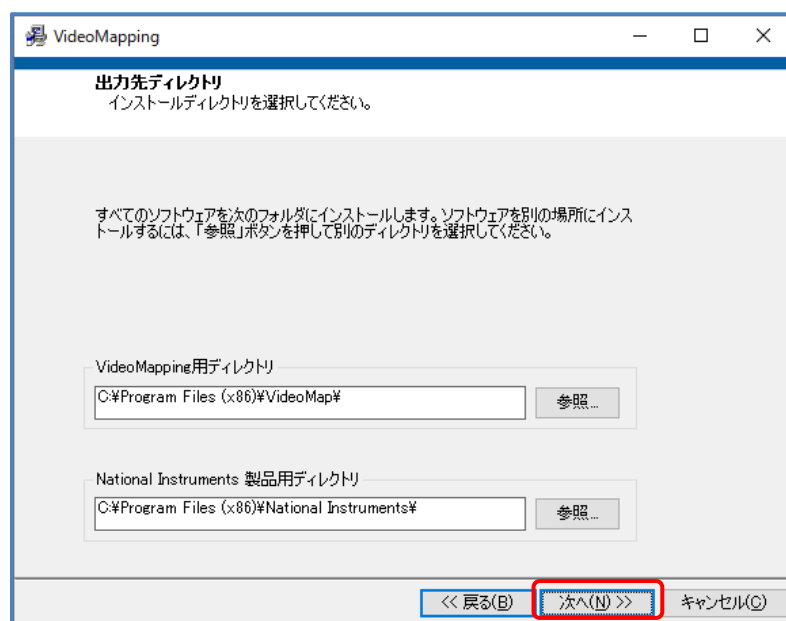 VideoMapping
出力先ディレクトリ
インストールディレクトリを選択してください。
すべてのソフトウェアを次のフォルダにインストールします。ソフトウェアを別の場所にインス
トールするには、「参照」ボタンを押して別のディレクトリを選択してください。
VideoMapping用ディレクトリ
C:¥Program Files (x86)¥VideoMap¥
参照...
National Instruments 製品用ディレクトリ
C:¥Program Files (x86)¥National Instruments¥
参照...
<< 戻る(B) 次へ(N) >> キャンセル(C)